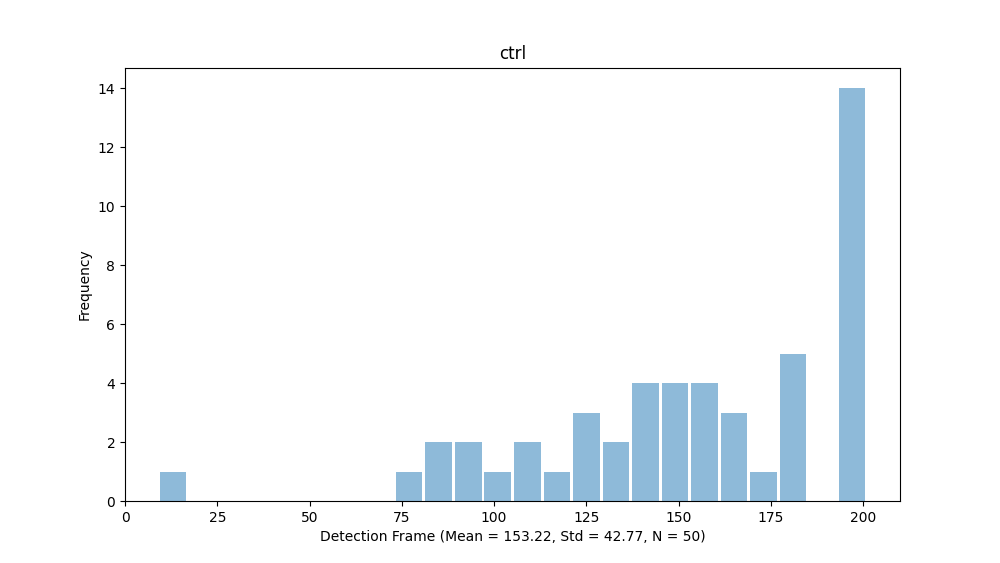 ctrl
14
12
10
8
6
4
2
0
Frequency
0 25 50 75 100 125 150 175 200
Detection Frame (Mean = 153.22, Std = 42.77, N = 50)